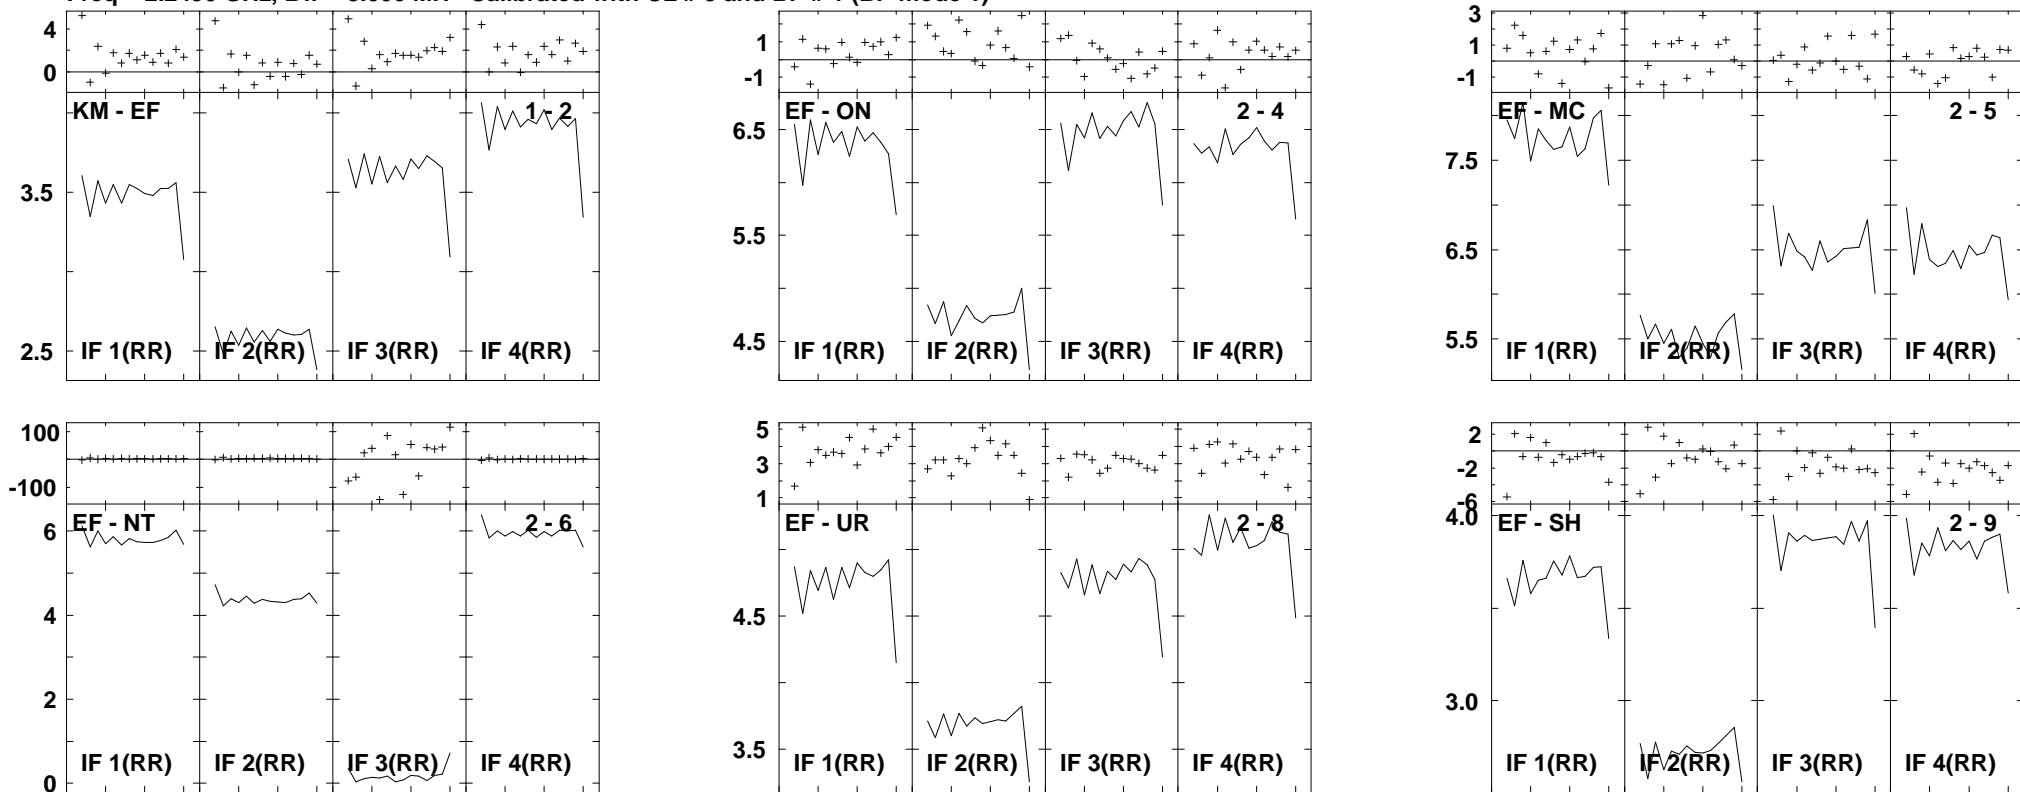 4
0
KM - EF
1 - 2
3.5
2.5
IF 1(RR)
IF 2(RR)
IF 3(RR)
IF 4(RR)
1
-1
EF - ON
2 - 4
6.5
5.5
4.5
IF 1(RR)
IF 2(RR)
IF 3(RR)
IF 4(RR)
3
1
-1
EF - MC
2 - 5
7.5
6.5
5.5
IF 1(RR)
IF 2(RR)
IF 3(RR)
IF 4(RR)
100
-100
EF - NT
2 - 6
6
4
2
0
IF 1(RR)
IF 2(RR)
IF 3(RR)
IF 4(RR)
5
3
1
EF - UR
2 - 8
4.5
3.5
IF 1(RR)
IF 2(RR)
IF 3(RR)
IF 4(RR)
2
-2
-6
4.0
EF - SH
2 - 9
3.0
IF 1(RR)
IF 2(RR)
IF 3(RR)
IF 4(RR)